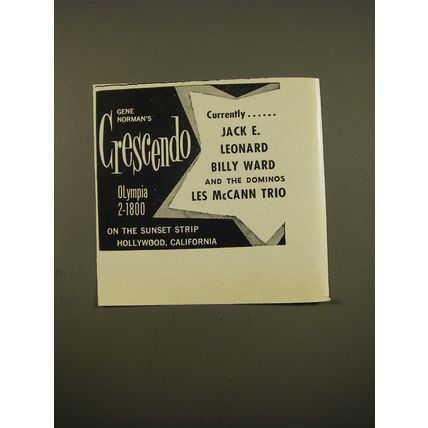 GENE
NORMAN'S
Crescendo
OLympia
2-1800
ON THE SUNSET STRIP
HOLLYWOOD, CALIFORNIA
Currently......
JACK E.
LEONARD
BILLY WARD
AND THE DOMINOS
LES McCANN TRIO